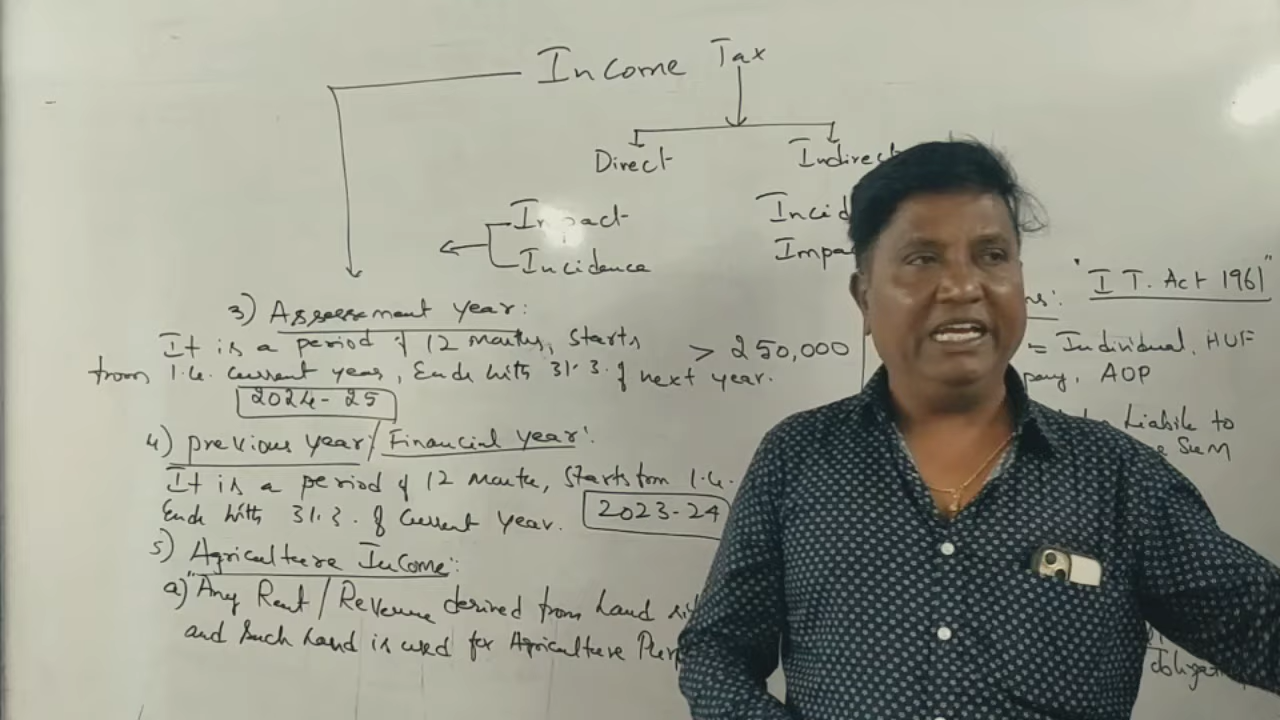 Income Tax
Direct Indirect
Impact
Incidence
Incid
Impa
3) Assessment year:
It is a period of 12 months, Starts
from 1.4. Current year, Ends with 31.3. of next year.
2024-25
> 250,000
4) previous year/Financial year:
It is a period of 12 months, Starts from 1.4.
Ends with 31.3. of Current year.
2023-24
5) Agriculture Income:
a) "Any Rent / Revenue derived from Land sit
and such Land is used for Agriculture Purp
"I T. Act 1961"
ns:
= Individual, HUF
pany, AOP
Liabile to
Sum